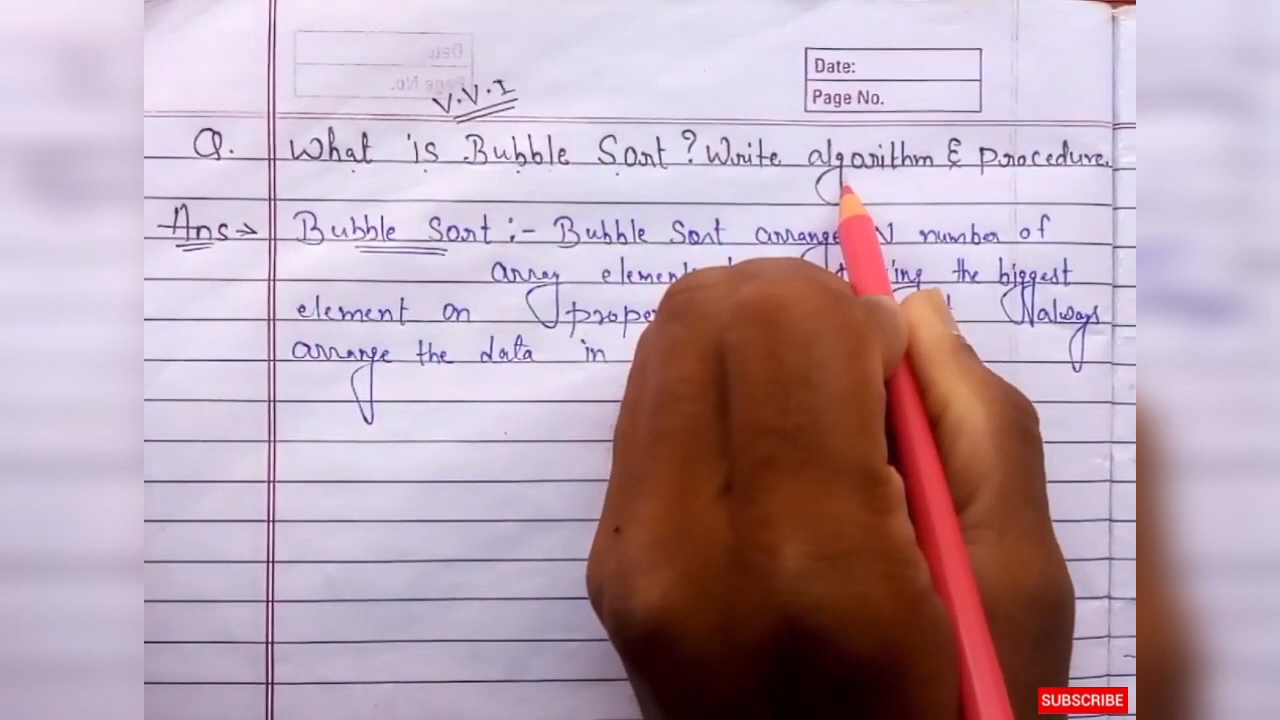 Date:
Page No.
V.V.I
Q. What is Bubble Sort? Write algorithm & procedure.
Ans → Bubble Sort :- Bubble Sort arrange N number of
array element the biggest
element on always
arrange the data in
SUBSCRIBE